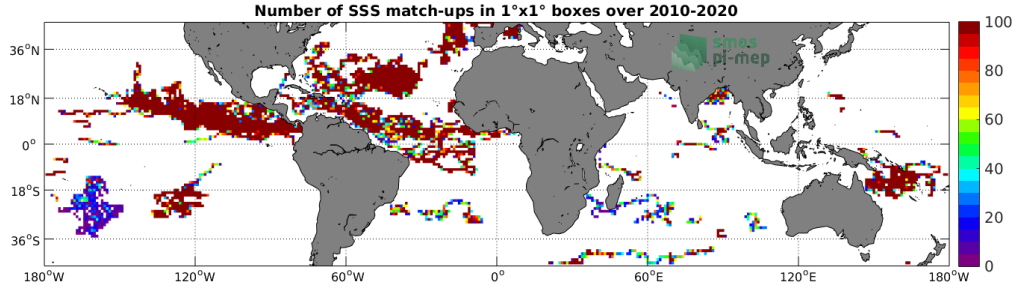 Number of SSS match-ups in 1°x1° boxes over 2010-2020
smos
pi-mep
36°N
18°N
0°
18°S
36°S
180°W
120°W
60°W
0°
60°E
120°E
180°W
100
80
60
40
20
0